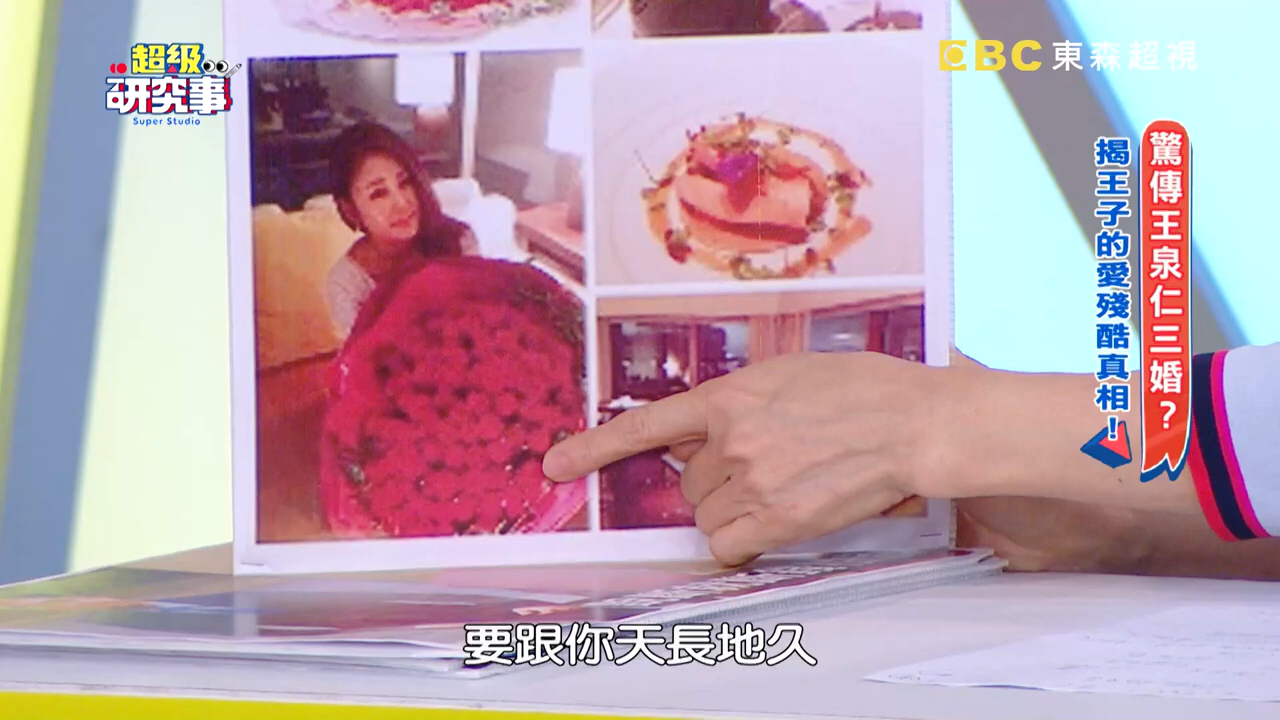 超級
研究事
Super Studio
EBC 東森超視
驚傳王泉仁三婚?
揭王子的愛殘酷真相!
要跟你天長地久